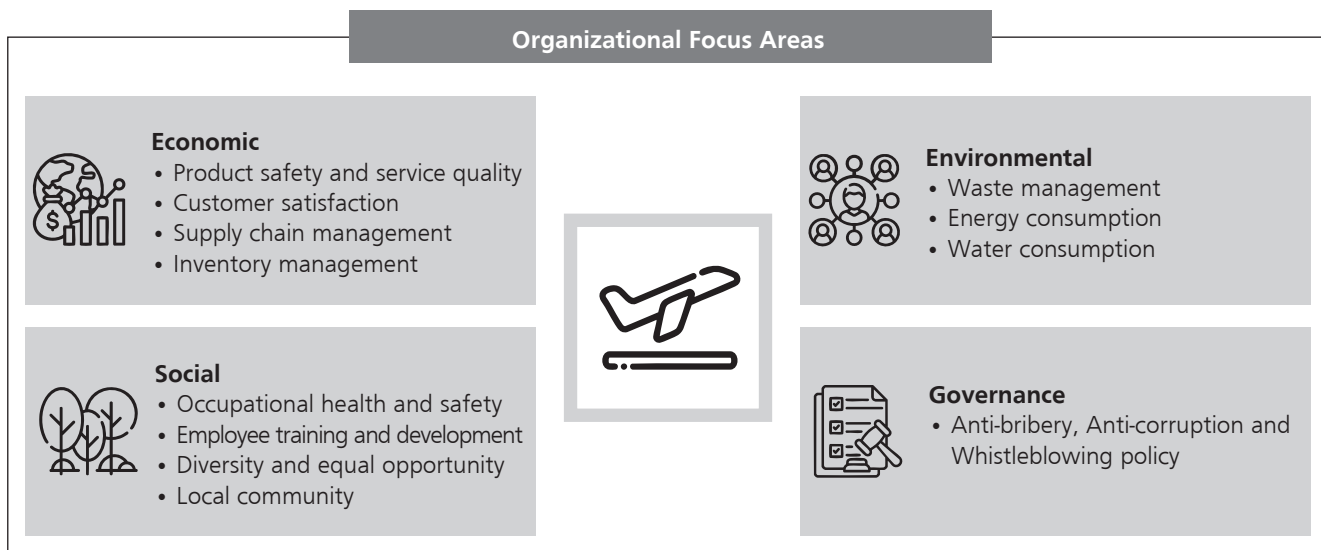 Organizational Focus Areas
Economic
• Product safety and service quality
• Customer satisfaction
• Supply chain management
• Inventory management
Social
• Occupational health and safety
• Employee training and development
• Diversity and equal opportunity
• Local community
$
Environmental
• Waste management
• Energy consumption
• Water consumption
Governance
• Anti-bribery, Anti-corruption and
Whistleblowing policy